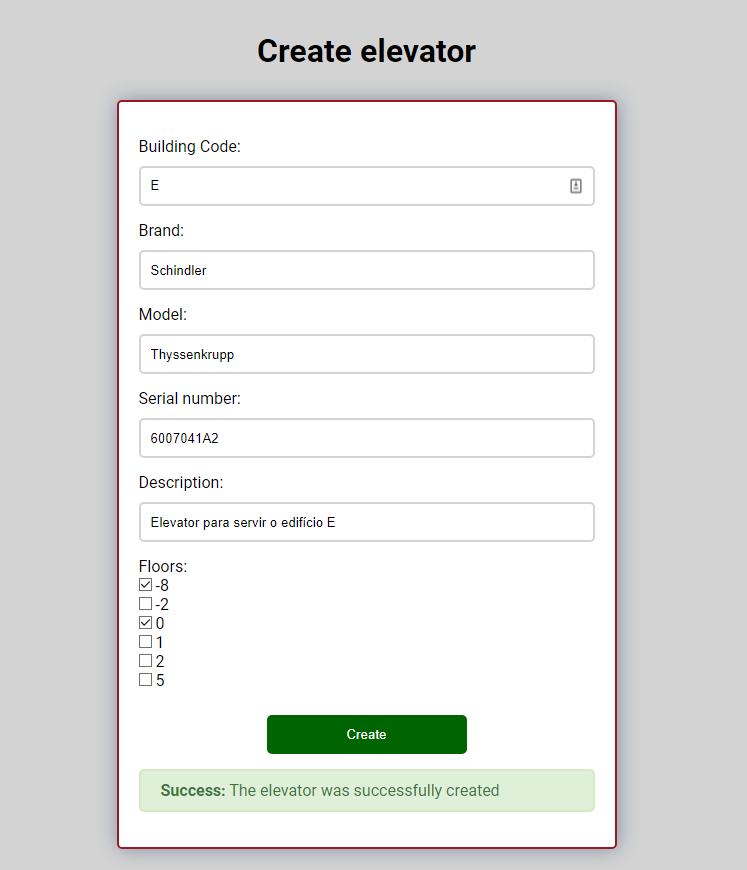 Create elevator
Building Code:
E
Brand:
Schindler
Model:
Thyssenkrupp
Serial number:
6007041A2
Description:
Elevator para servir o edifício E
Floors:
-8
-2
0
1
2
5
Create
Success: The elevator was successfully created